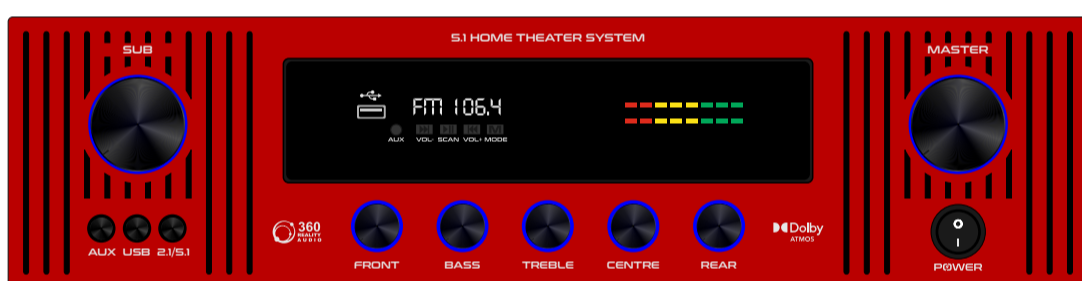 5.1 HOME THEATER SYSTEM
SUB
MASTER
FM 106.4
AUX VOL- SCAN VOL+ MODE
AUX USB 2.1/5.1
360
REALITY
AUDIO
FRONT BASS TREBLE CENTRE REAR
Dolby
ATMOS
POWER